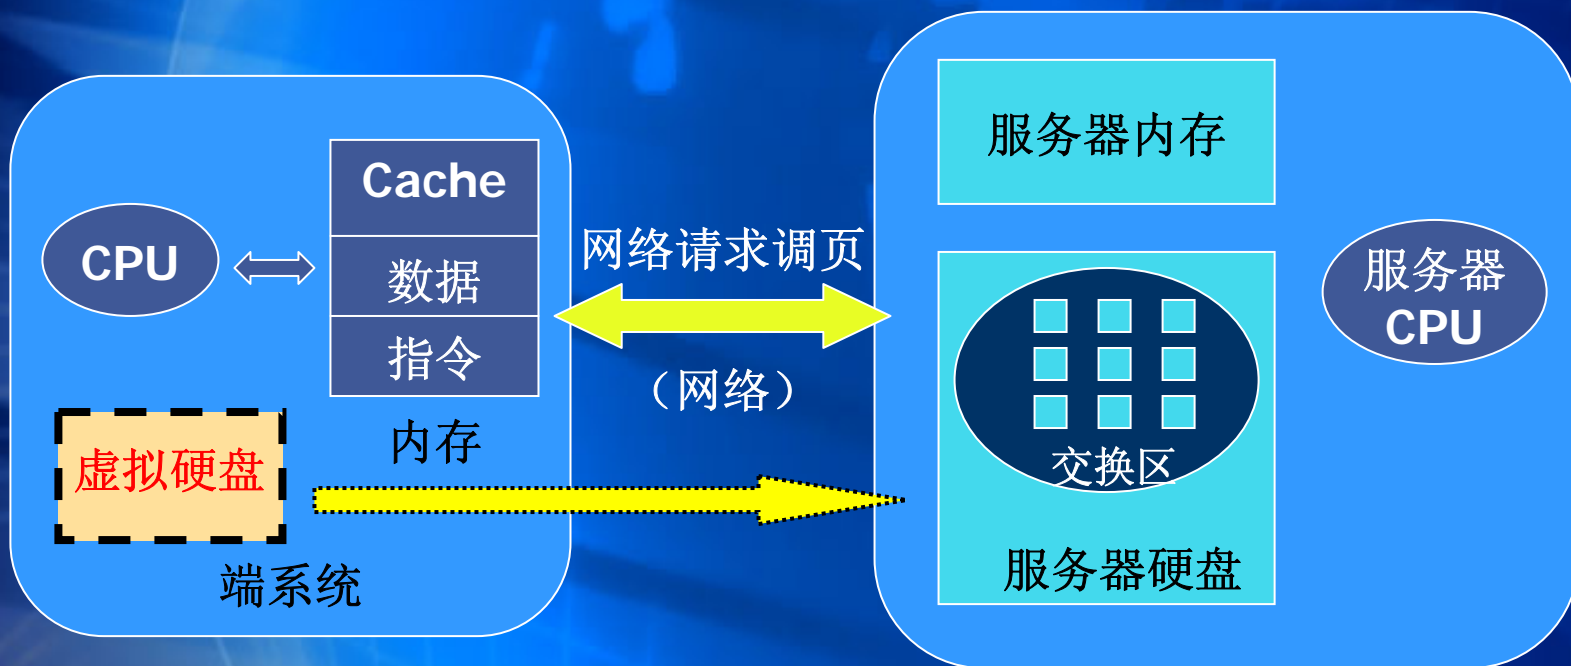 CPU
Cache
数据
指令
内存
虚拟硬盘
端系统
网络请求调页
（网络）
服务器内存
交换区
服务器硬盘
服务器
CPU